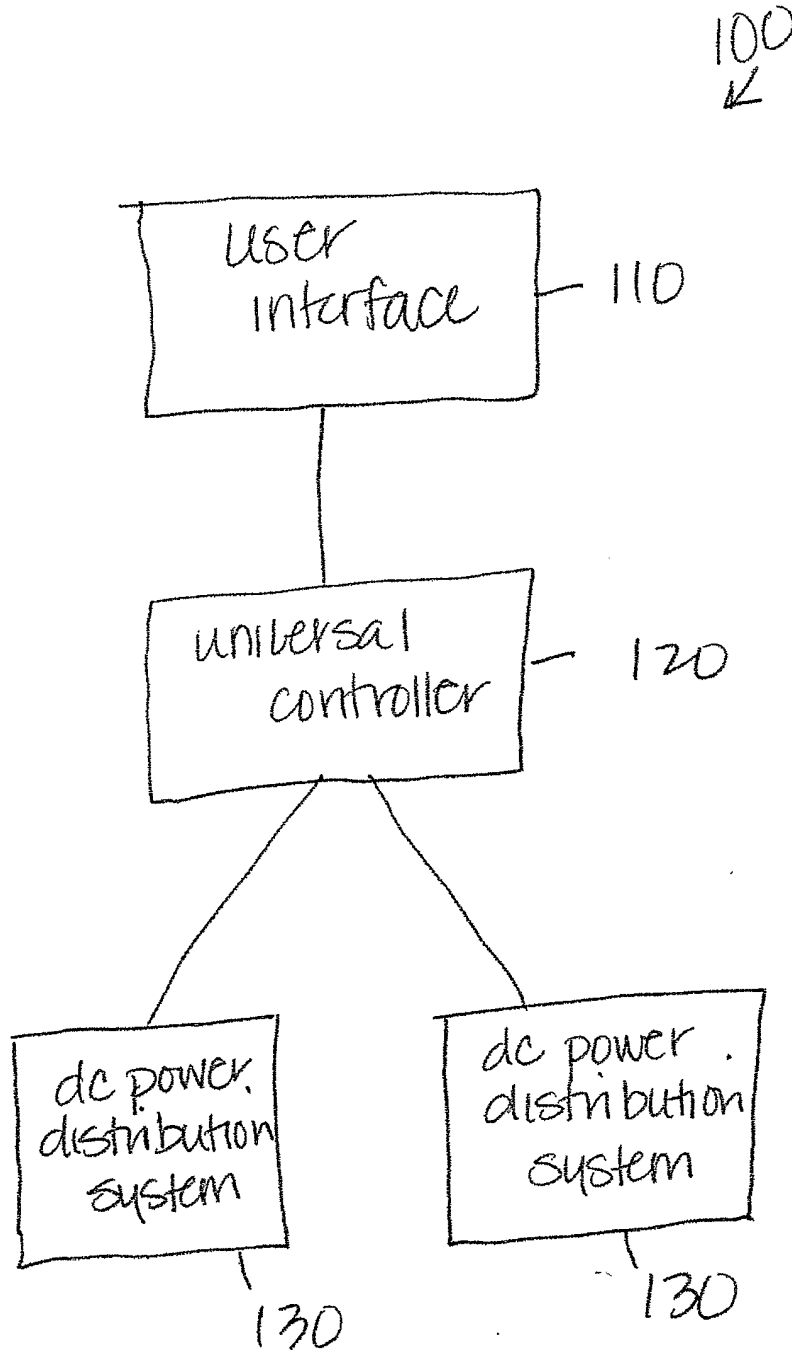 100
user
interface
110
universal
controller
120
dc power
distribution
system
130
dc power
distribution
system
130